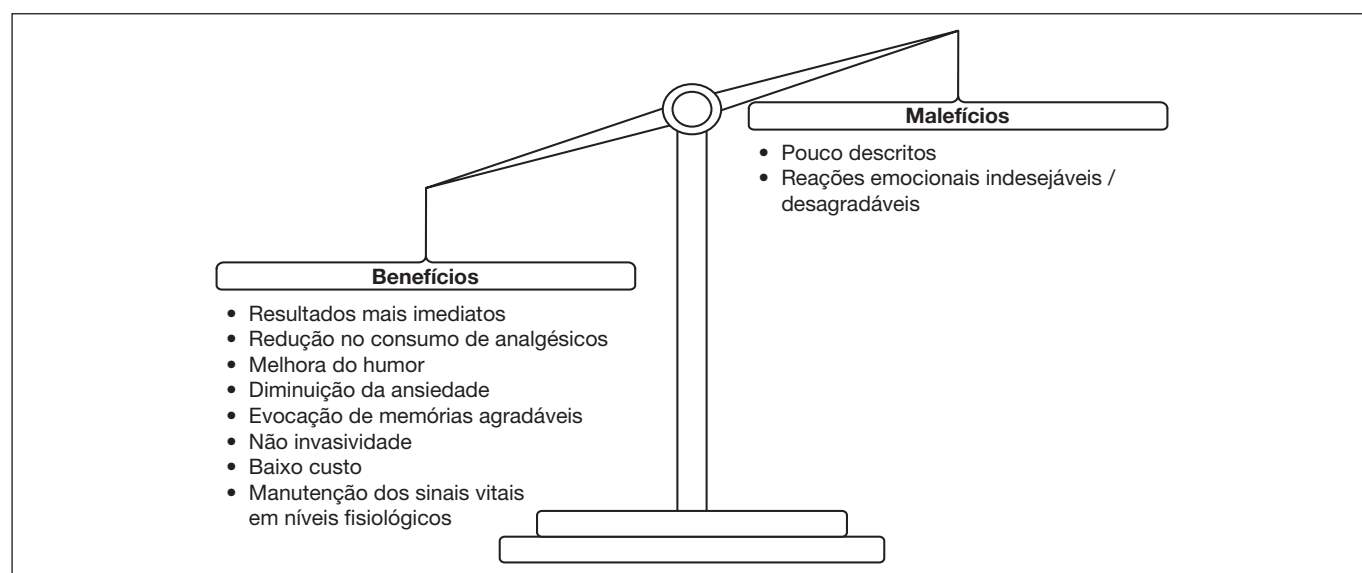 Malefícios
• Pouco descritos
• Reações emocionais indesejáveis /
desagradáveis
Benefícios
• Resultados mais imediatos
• Redução no consumo de analgésicos
• Melhora do humor
• Diminuição da ansiedade
• Evocação de memórias agradáveis
• Não invasividade
• Baixo custo
• Manutenção dos sinais vitais
em níveis fisiológicos